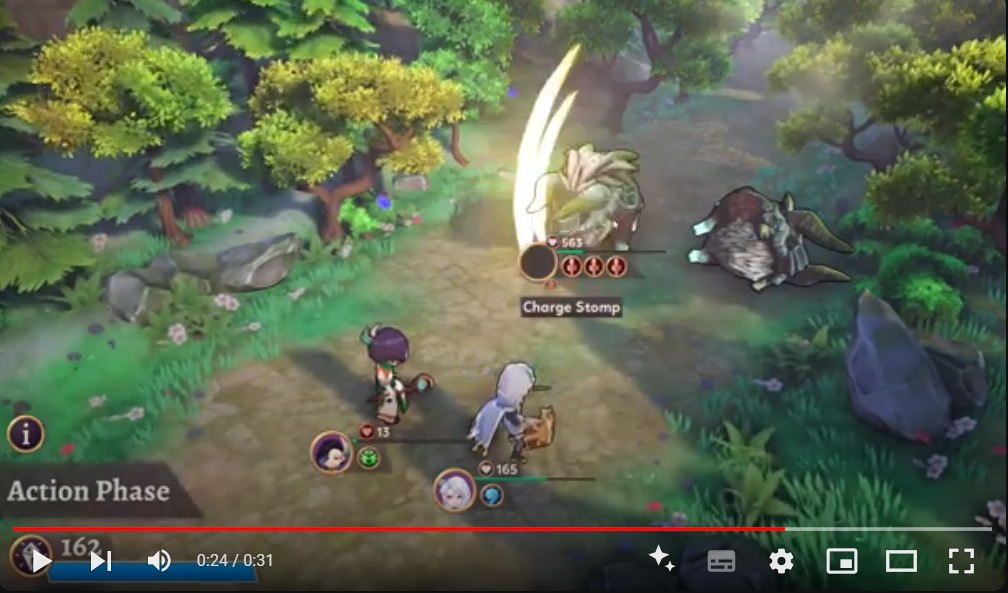 563
Charge Stomp
13
i
165
Action Phase
162
0:24 / 0:31